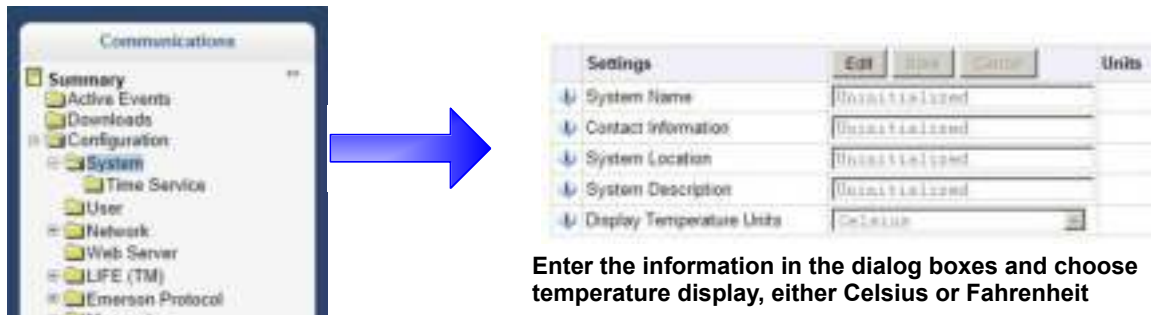 Communications
Summary
Active Events
Downloads
Configuration
System
Time Service
User
Network
Web Server
LIFE (TM)
Emerson Protocol
Settings Edit Save Cancel Units
System Name Uninitialized
Contact Information Uninitialized
System Location Uninitialized
System Description Uninitialized
Display Temperature Units Celsius
Enter the information in the dialog boxes and choose
temperature display, either Celsius or Fahrenheit